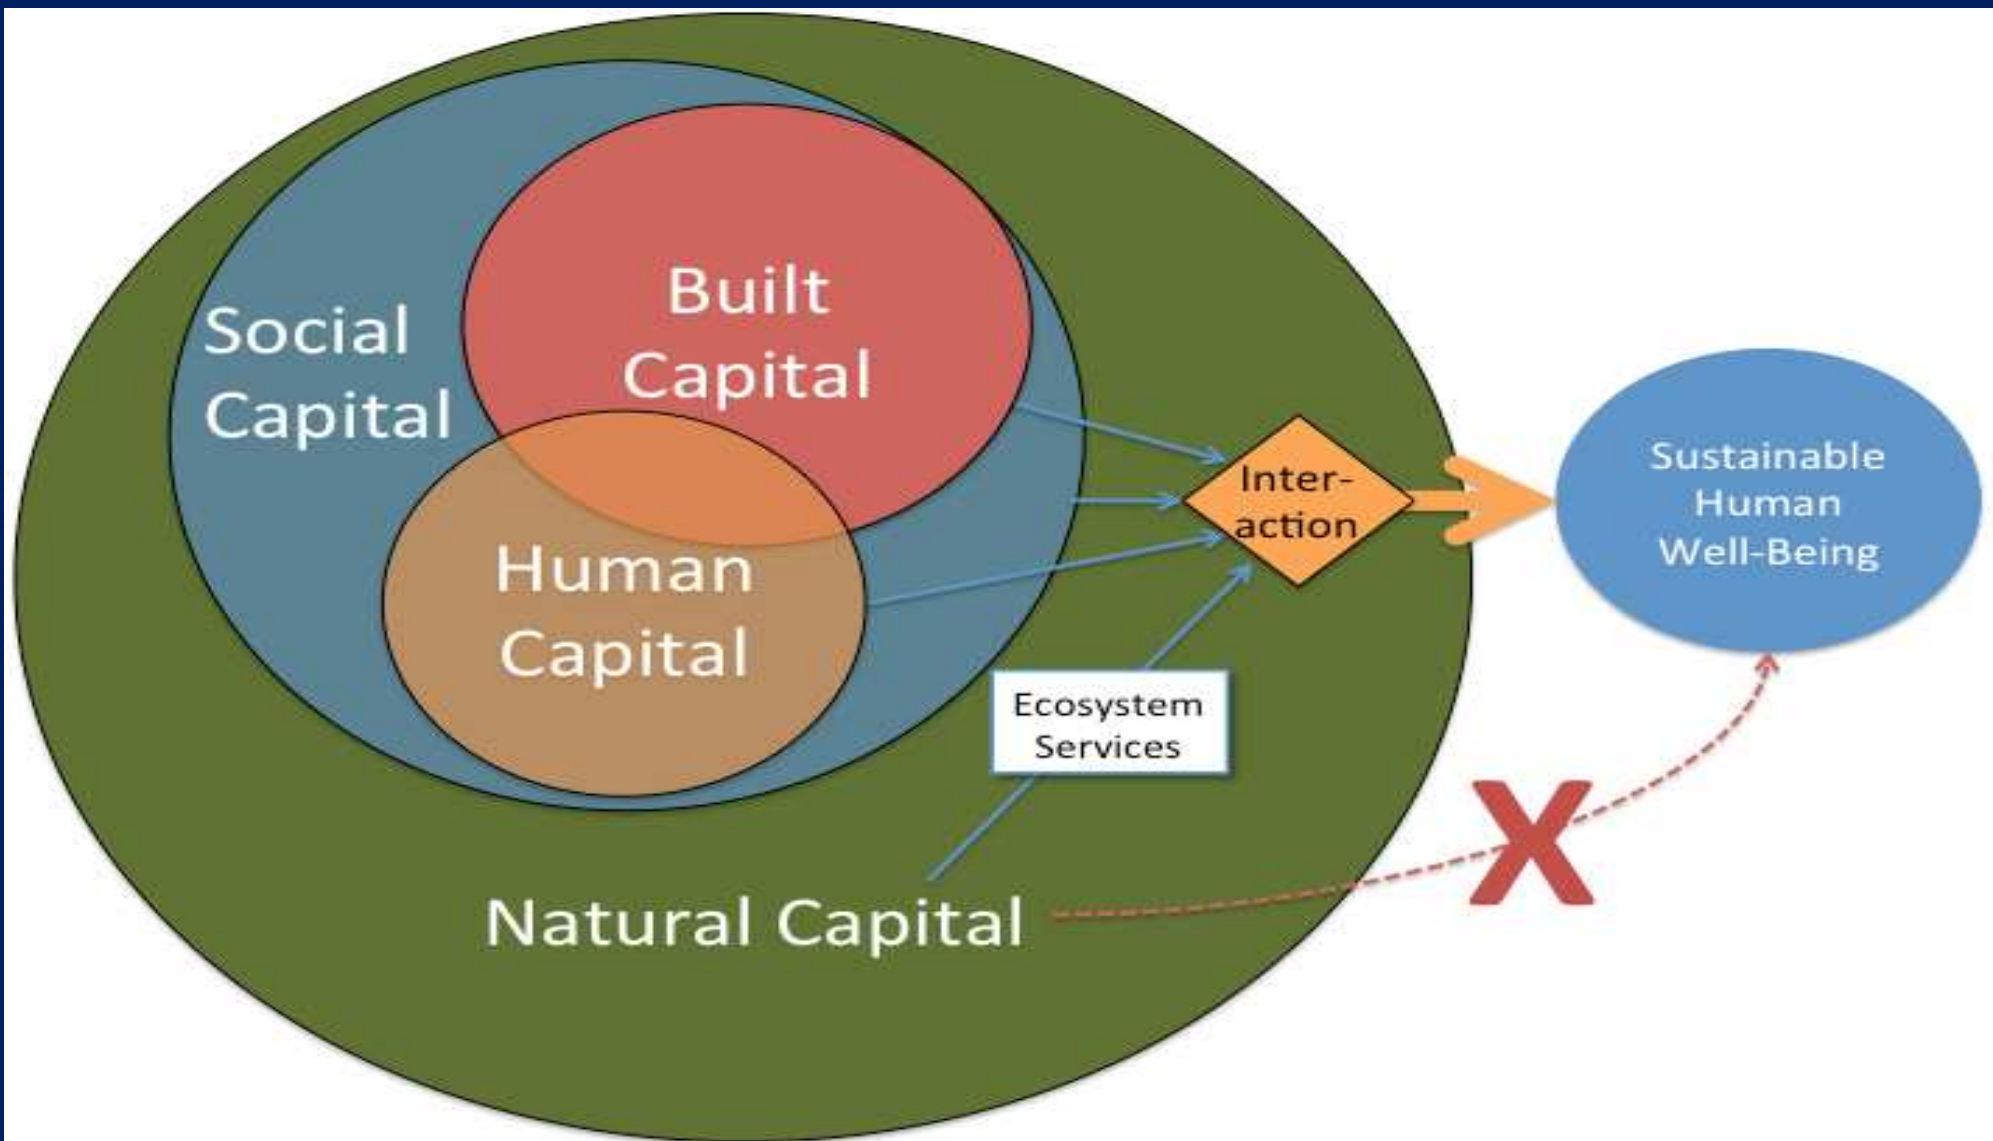 Social
Capital
Built
Capital
Human
Capital
Inter-
action
Sustainable
Human
Well-Being
Ecosystem
Services
Natural Capital
X